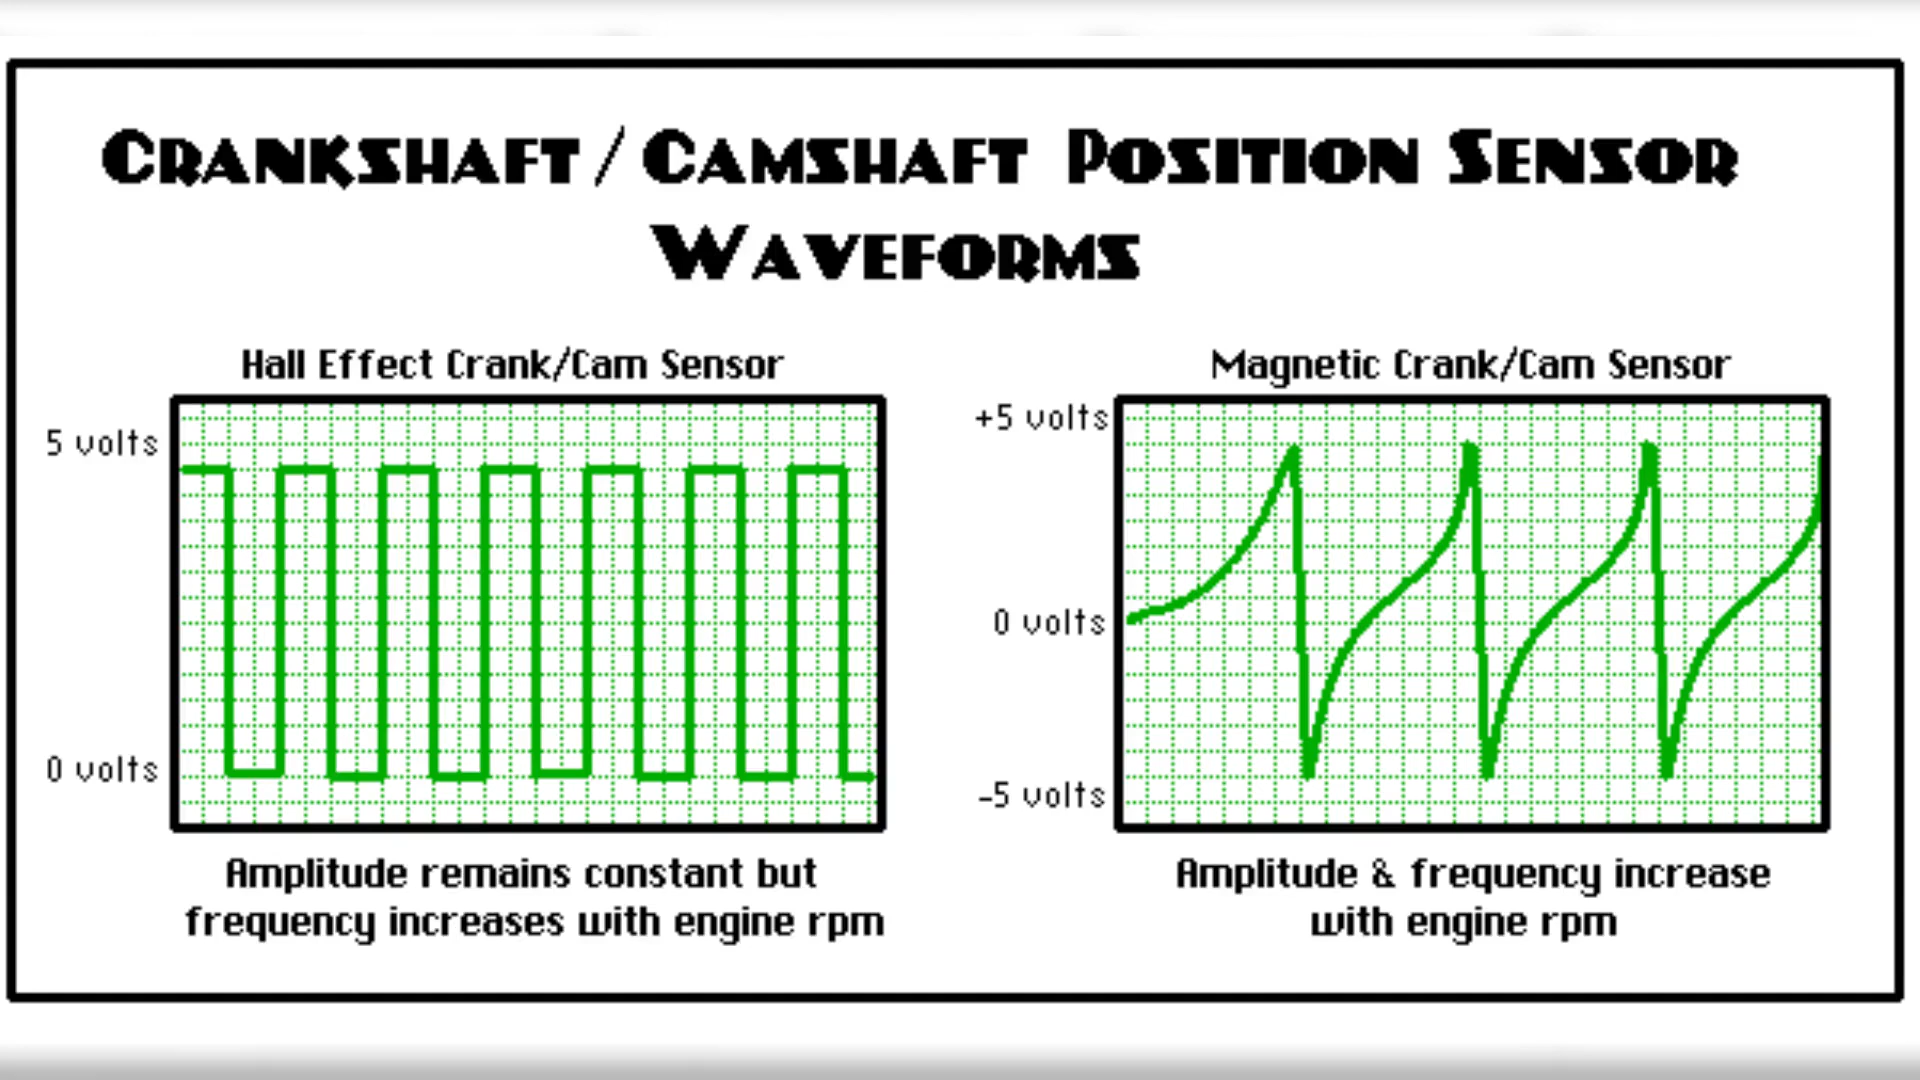 CRANKSHAFT / CAMSHAFT POSITION SENSOR
WAVEFORMS
Hall Effect Crank/Cam Sensor
5 volts
0 volts
Amplitude remains constant but
frequency increases with engine rpm
Magnetic Crank/Cam Sensor
+5 volts
0 volts
-5 volts
Amplitude & frequency increase
with engine rpm